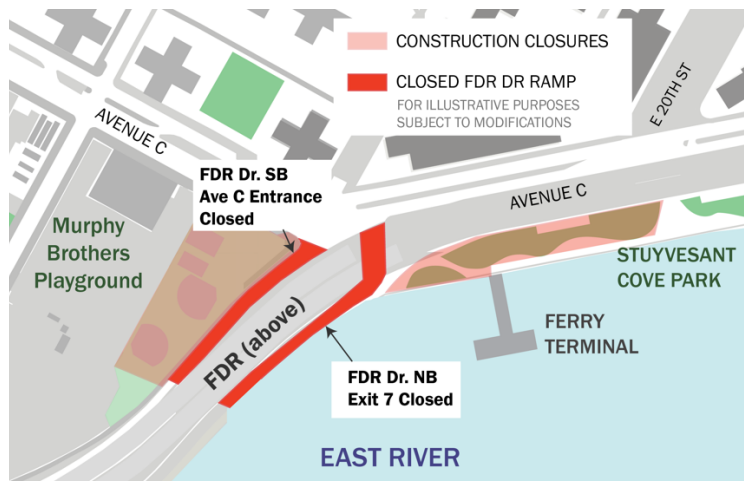 CONSTRUCTION CLOSURES
CLOSED FDR DR RAMP
FOR ILLUSTRATIVE PURPOSES
SUBJECT TO MODIFICATIONS
E 20TH ST
AVENUE C
FDR Dr. SB
Ave C Entrance
Closed
AVENUE C
Murphy
Brothers
Playground
STUYVESANT
COVE PARK
FERRY
TERMINAL
FDR (above)
FDR Dr. NB
Exit 7 Closed
EAST RIVER